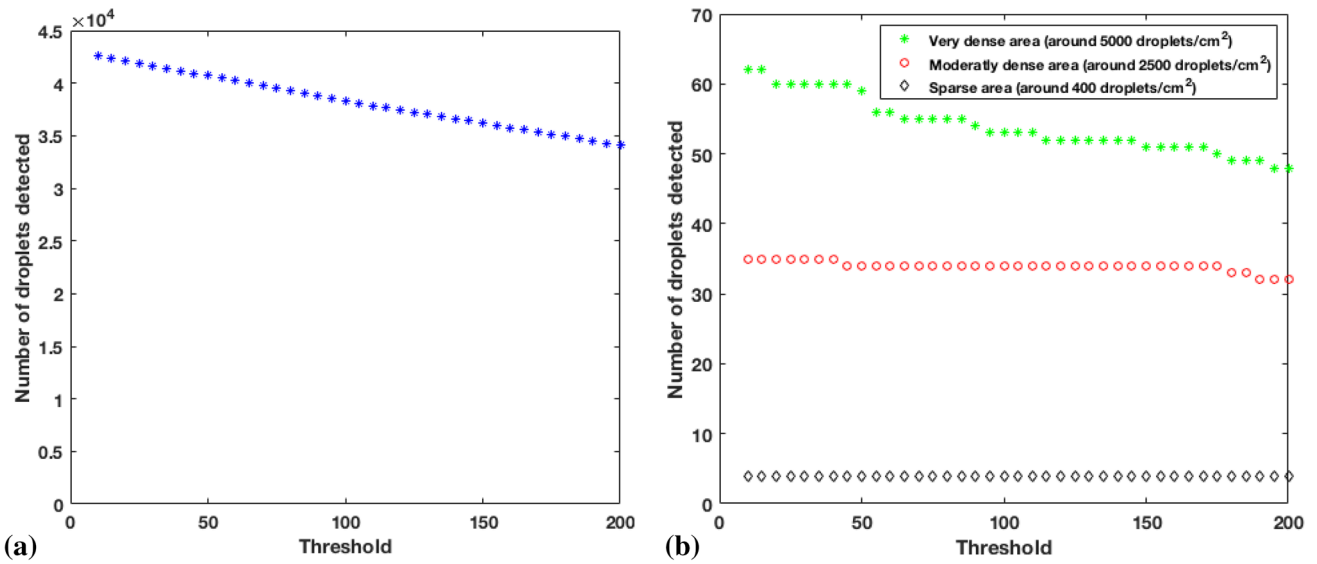 ×10⁴
4.5
4
3.5
3
2.5
2
1.5
1
0.5
0
0 50 100 150 200
Number of droplets detected
Threshold
(a)
70
60
50
40
30
20
10
0
0 50 100 150 200
Number of droplets detected
Threshold
Very dense area (around 5000 droplets/cm²)
Moderatly dense area (around 2500 droplets/cm²)
Sparse area (around 400 droplets/cm²)
(b)